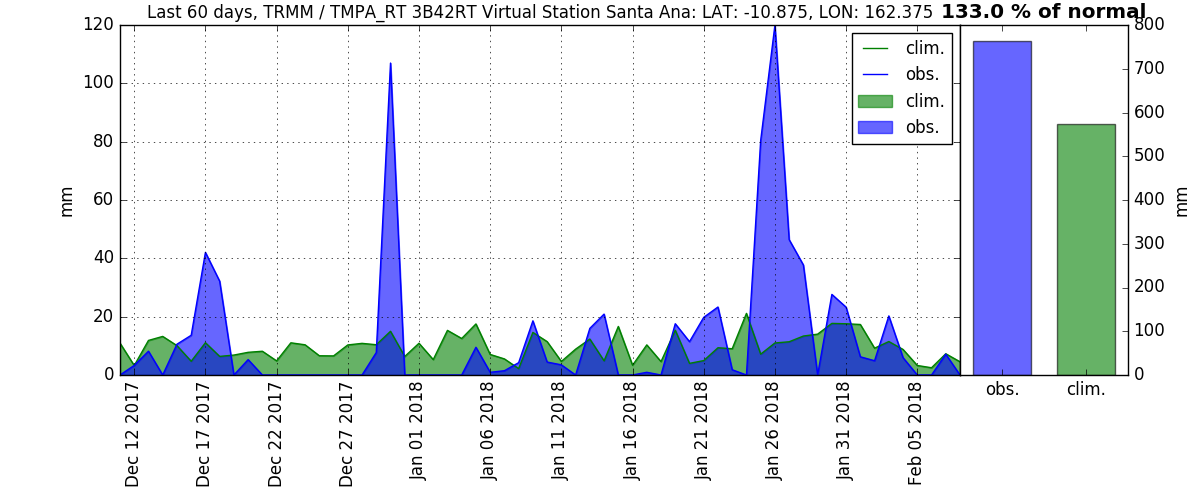 Last 60 days, TRMM / TMPA_RT 3B42RT Virtual Station Santa Ana: LAT: -10.875, LON: 162.375 133.0 % of normal
120
100
80
60
40
20
0
mm
clim.
obs.
clim.
obs.
800
700
600
500
400
300
200
100
0
mm
obs.
clim.
Dec 12 2017
Dec 17 2017
Dec 22 2017
Dec 27 2017
Jan 01 2018
Jan 06 2018
Jan 11 2018
Jan 16 2018
Jan 21 2018
Jan 26 2018
Jan 31 2018
Feb 05 2018